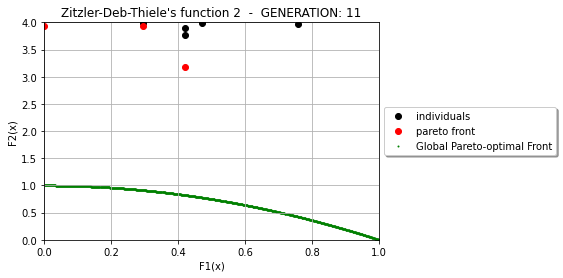 Zitzler-Deb-Thiele's function 2 - GENERATION: 11
4.0
3.5
3.0
2.5
2.0
1.5
1.0
0.5
0.0
F2(x)
0.0 0.2 0.4 0.6 0.8 1.0
F1(x)
individuals
pareto front
Global Pareto-optimal Front